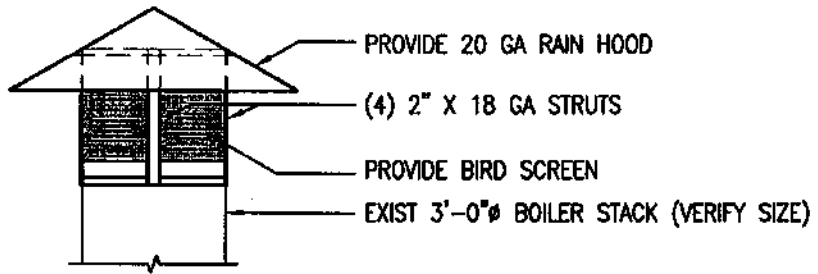 PROVIDE 20 GA RAIN HOOD
(4) 2" X 18 GA STRUTS
PROVIDE BIRD SCREEN
EXIST 3'-0"ø BOILER STACK (VERIFY SIZE)